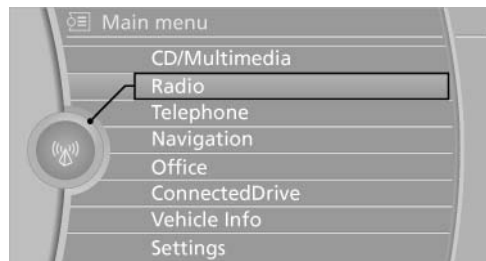 Main menu
CD/Multimedia
Radio
Telephone
Navigation
Office
ConnectedDrive
Vehicle Info
Settings